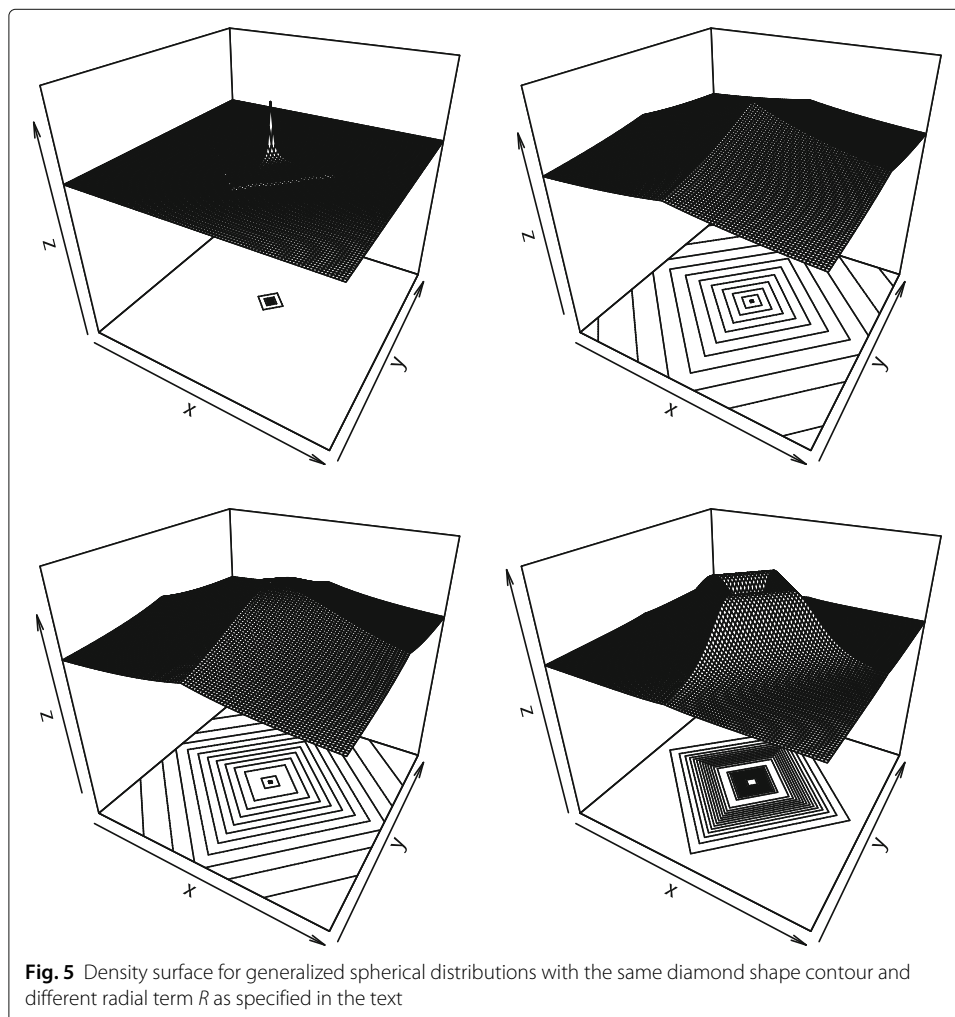 z
x
y
z
x
y
z
x
y
z
x
y
Fig. 5 Density surface for generalized spherical distributions with the same diamond shape contour and
different radial term R as specified in the text